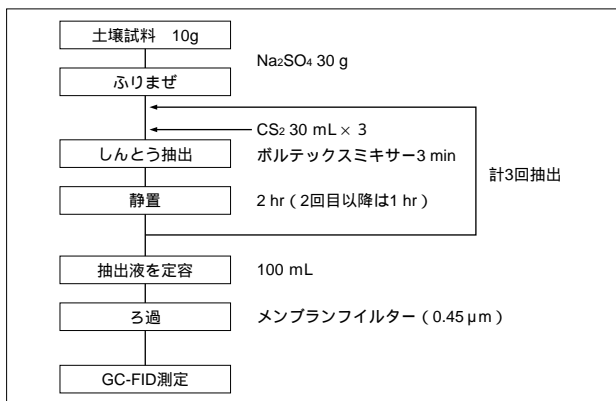 土壌試料　10g
Na₂SO₄ 30 g
ふりまぜ
CS₂ 30 mL × 3
しんとう抽出
ボルテックスミキサー3 min
計3回抽出
静置
2 hr（2回目以降は1 hr）
抽出液を定容
100 mL
ろ過
メンブランフイルター（0.45μm）
GC-FID測定